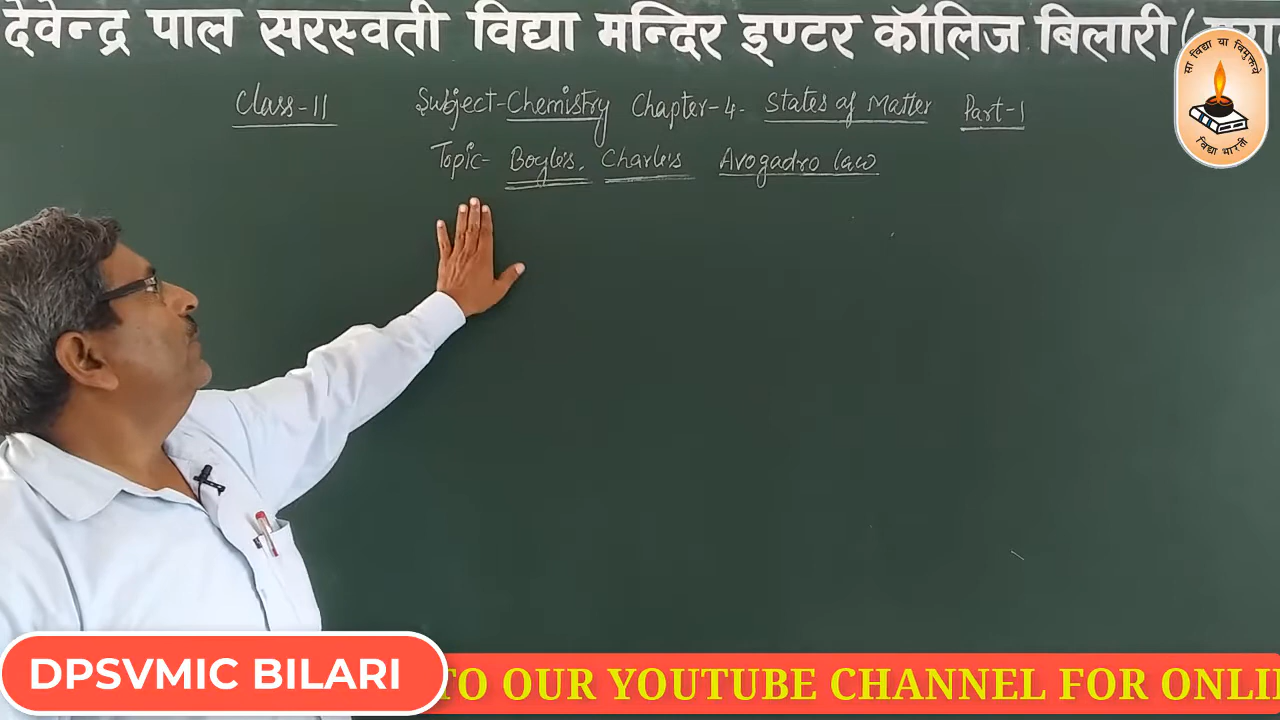 देवेन्द्र पाल सरस्वती विद्या मन्दिर इण्टर कॉलिज बिलारी (
सा विद्या या विमुक्तये
विद्या भारती
Class-11 Subject-Chemistry Chapter-4. States of Matter Part-1
Topic- Boyle's, Charle's Avogadro law
DPSVMIC BILARI
TO OUR YOUTUBE CHANNEL FOR ONLI